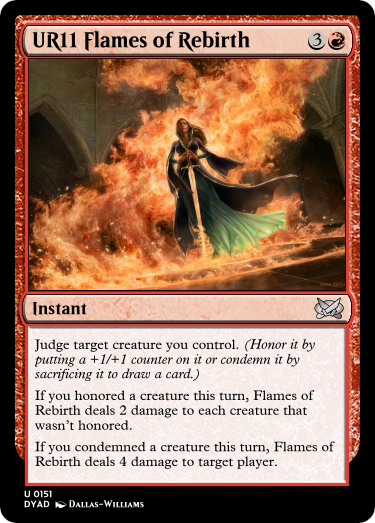 UR11 Flames of Rebirth
3
Instant
Judge target creature you control. (Honor it by
putting a +1/+1 counter on it or condemn it by
sacrificing it to draw a card.)
If you honored a creature this turn, Flames of
Rebirth deals 2 damage to each creature that
wasn't honored.
If you condemned a creature this turn, Flames of
Rebirth deals 4 damage to target player.
U 0151
DYAD Dallas-Williams